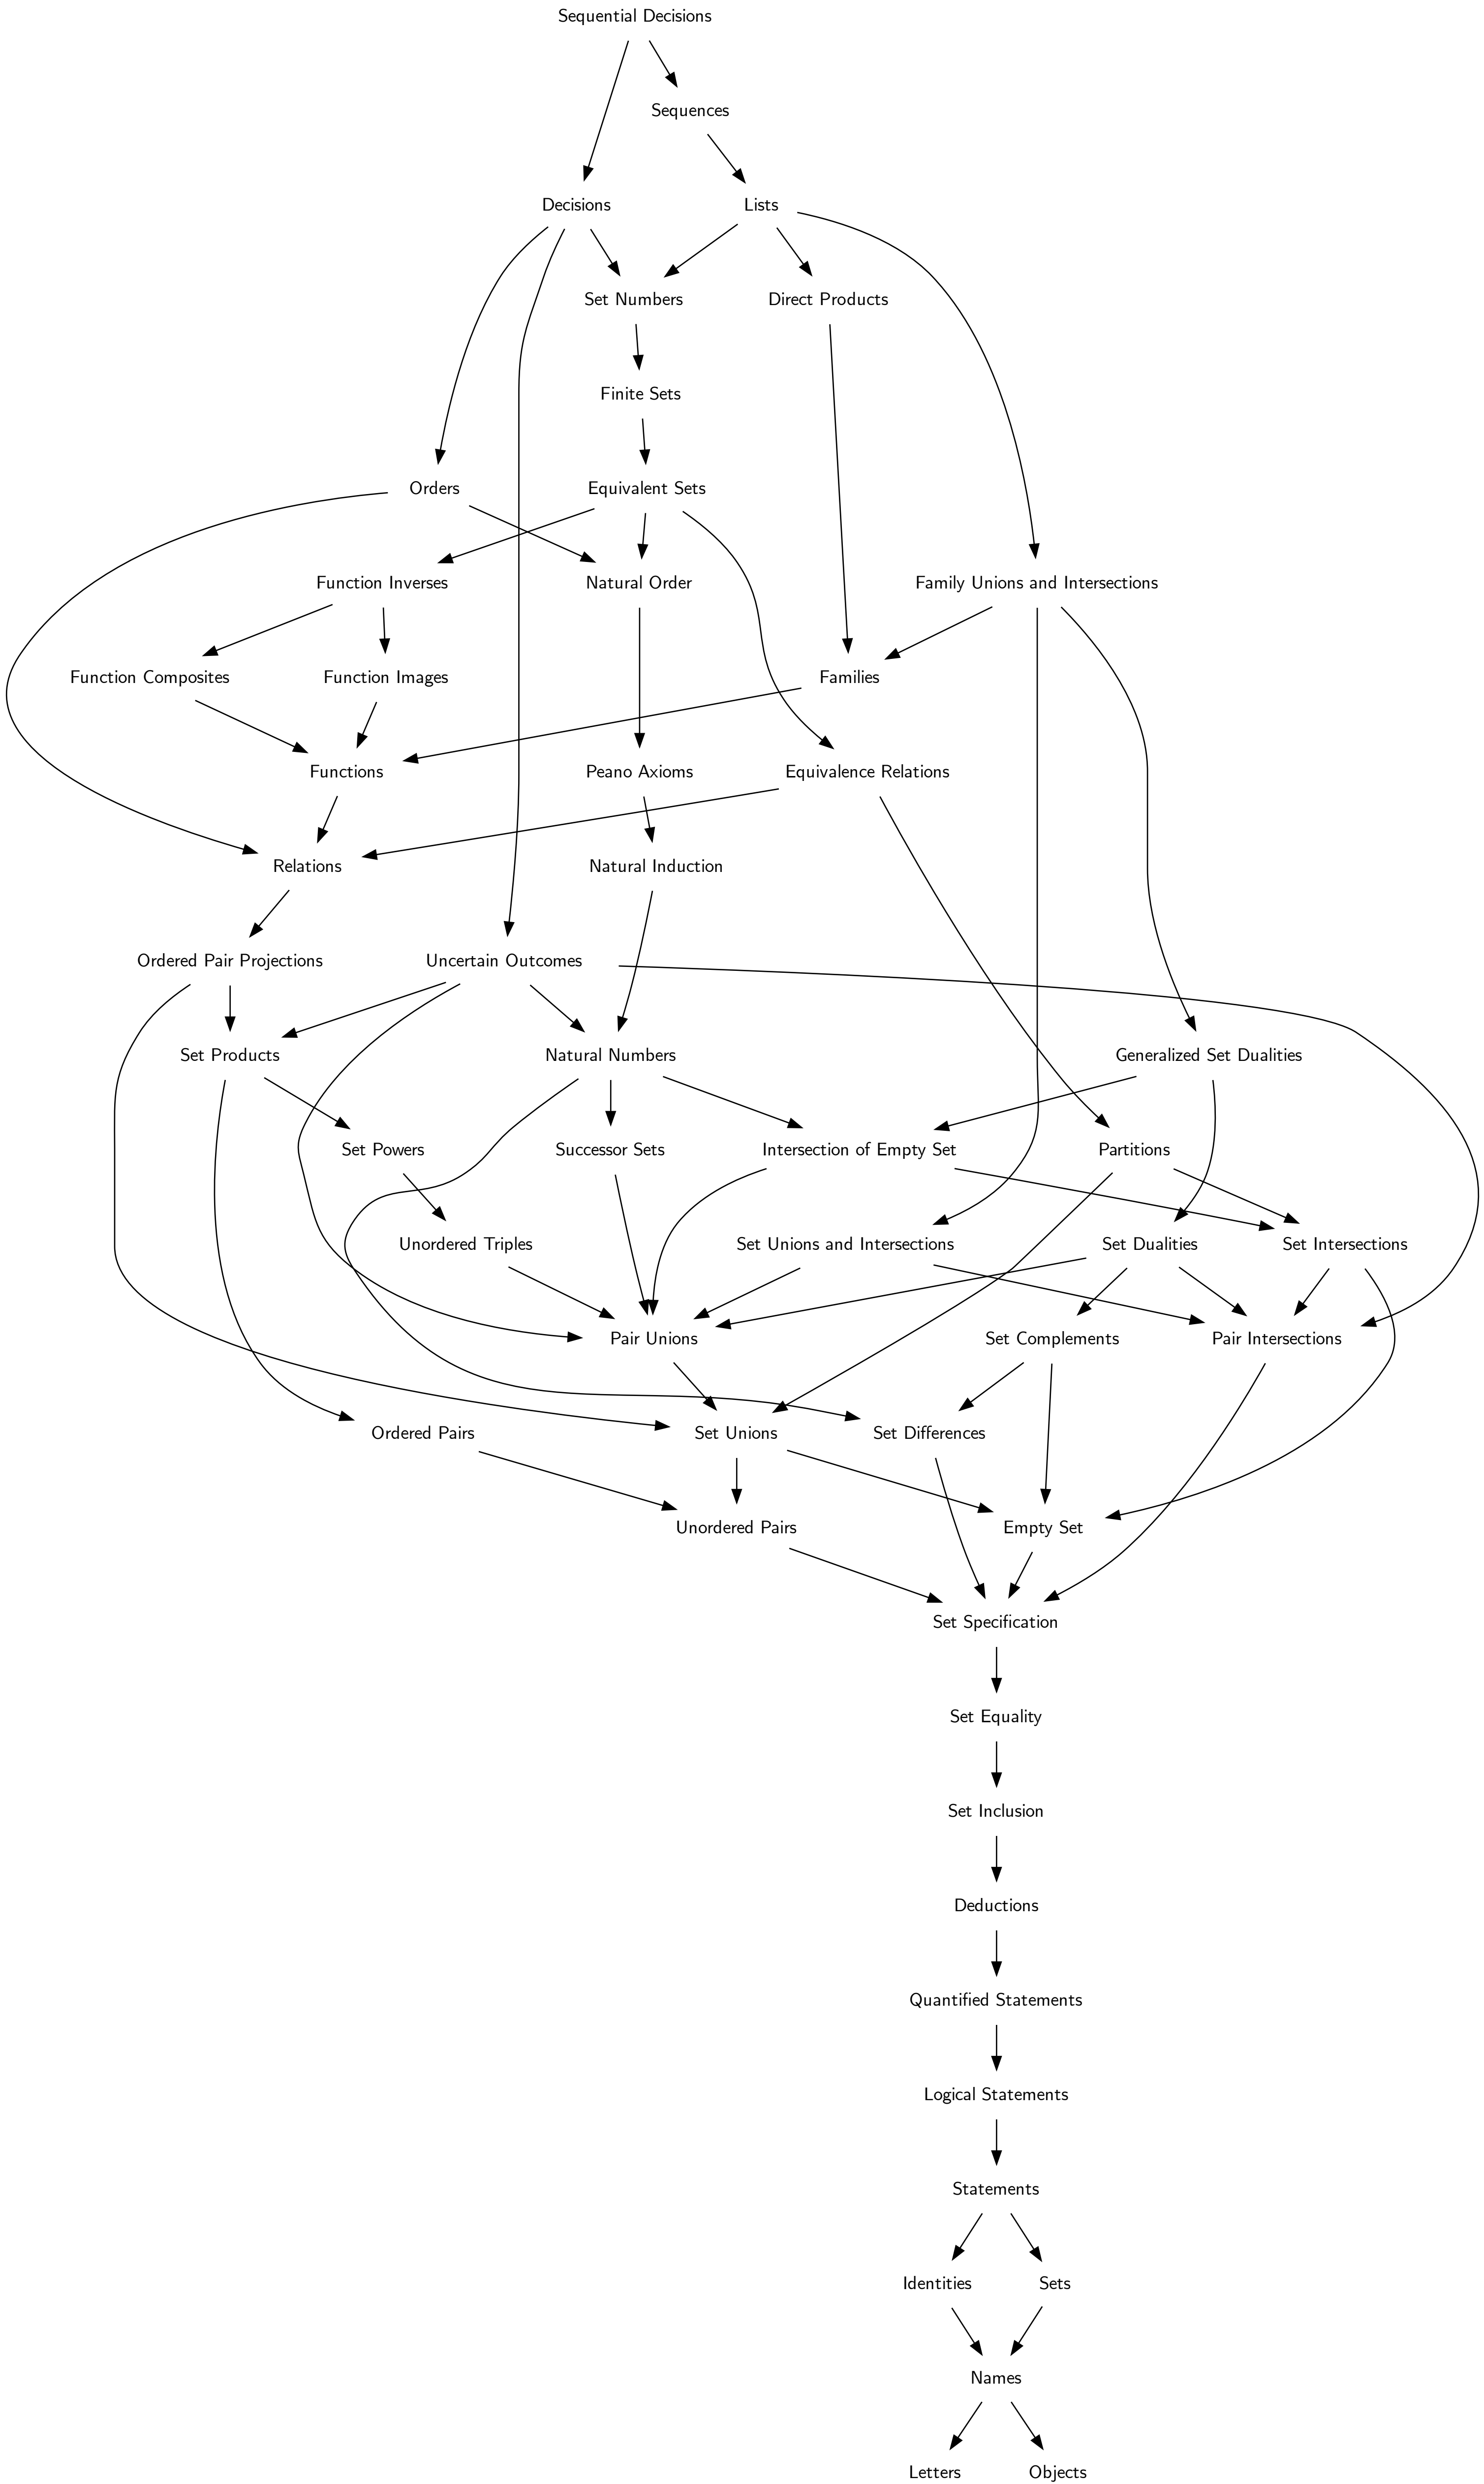 Sequential Decisions
Sequences
Decisions
Lists
Set Numbers
Direct Products
Finite Sets
Orders
Equivalent Sets
Function Inverses
Natural Order
Family Unions and Intersections
Function Composites
Function Images
Families
Functions
Peano Axioms
Equivalence Relations
Relations
Natural Induction
Ordered Pair Projections
Uncertain Outcomes
Set Products
Natural Numbers
Generalized Set Dualities
Set Powers
Successor Sets
Intersection of Empty Set
Partitions
Unordered Triples
Set Unions and Intersections
Set Dualities
Set Intersections
Pair Unions
Set Complements
Pair Intersections
Ordered Pairs
Set Unions
Set Differences
Unordered Pairs
Empty Set
Set Specification
Set Equality
Set Inclusion
Deductions
Quantified Statements
Logical Statements
Statements
Identities
Sets
Names
Letters
Objects